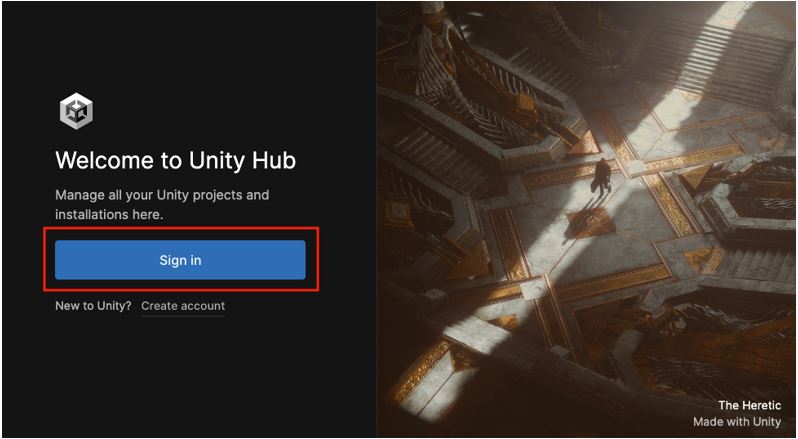 Welcome to Unity Hub
Manage all your Unity projects and
installations here.
Sign in
New to Unity? Create account
The Heretic
Made with Unity